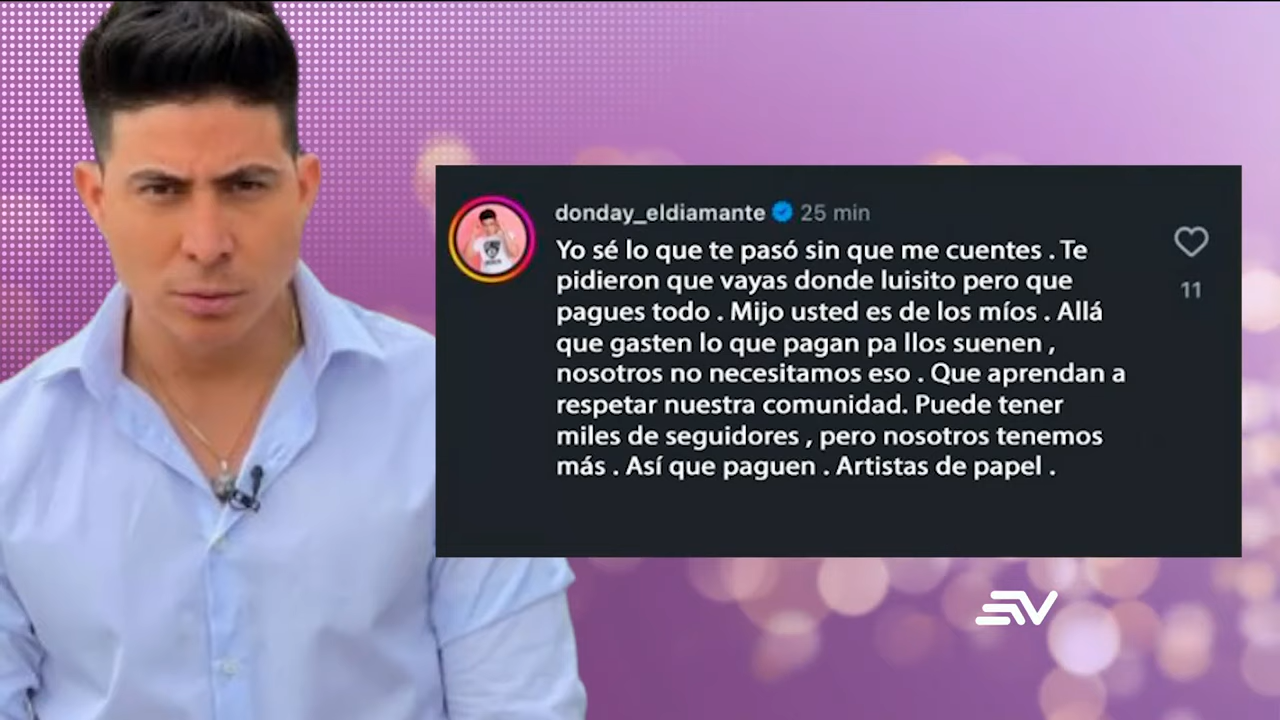 donday_eldiamante 25 min
Yo sé lo que te pasó sin que me cuentes . Te
pidieron que vayas donde luisito pero que
pagues todo . Mijo usted es de los míos . Allá
que gasten lo que pagan pa llos suenen ,
nosotros no necesitamos eso . Que aprendan a
respetar nuestra comunidad. Puede tener
miles de seguidores , pero nosotros tenemos
más . Así que paguen . Artistas de papel .
11